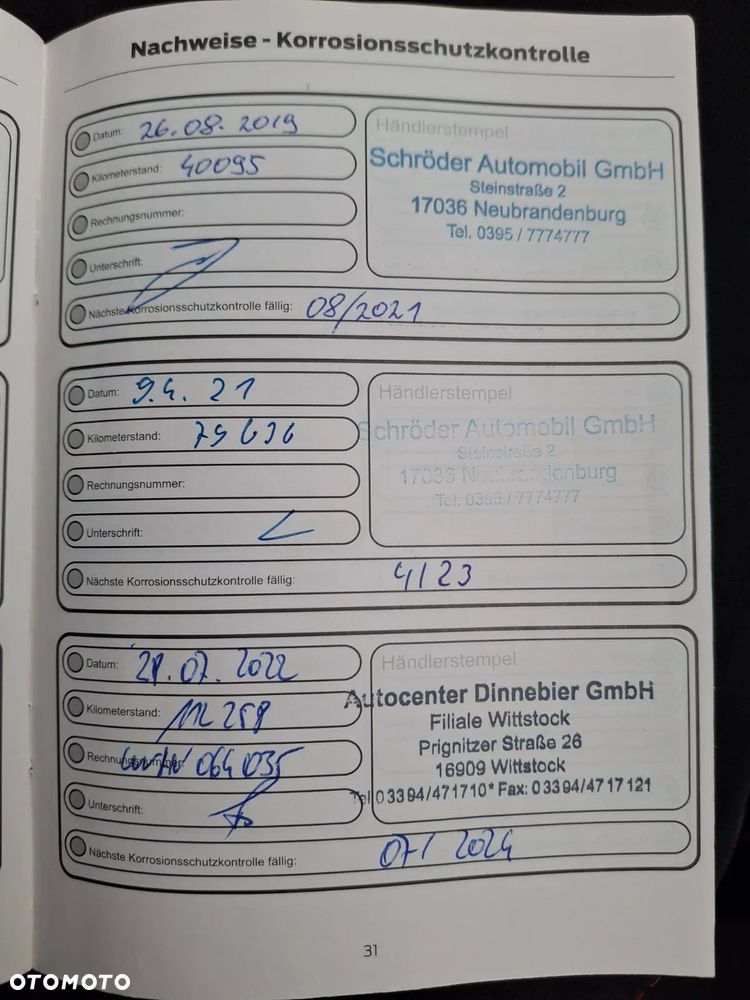 Nachweise - Korrosionsschutzkontrolle
Datum: 26.08.2019
Kilometerstand: 40095
Rechnungsnummer:
Unterschrift:
Nächste Korrosionsschutzkontrolle fällig: 08/2021
Händlerstempel
Schröder Automobil GmbH
Steinstraße 2
17036 Neubrandenburg
Tel. 0395 / 7774777
Datum: 9.4.21
Kilometerstand: 79636
Rechnungsnummer:
Unterschrift:
Nächste Korrosionsschutzkontrolle fällig: 4/23
Händlerstempel
Schröder Automobil GmbH
Steinstraße 2
17036 Neubrandenburg
Tel. 0395 / 7774777
Datum: 07.2022
Kilometerstand:
Rechnungsnummer: 064035
Unterschrift:
Nächste Korrosionsschutzkontrolle fällig: 07/2024
Händlerstempel
Autocenter Dinnebier GmbH
Filiale Wittstock
Prignitzer Straße 26
16909 Wittstock
Tel.03394/471710* Fax: 03394/4717121
31
OTOMOTO